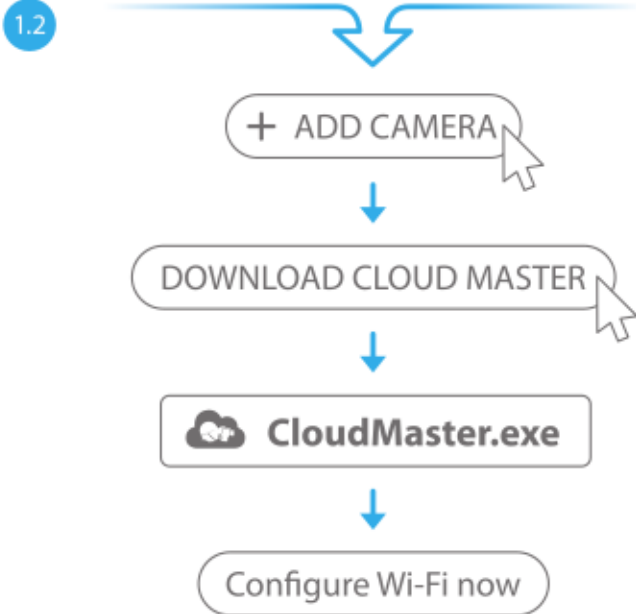 1.2
+ ADD CAMERA
DOWNLOAD CLOUD MASTER
CloudMaster.exe
Configure Wi-Fi now